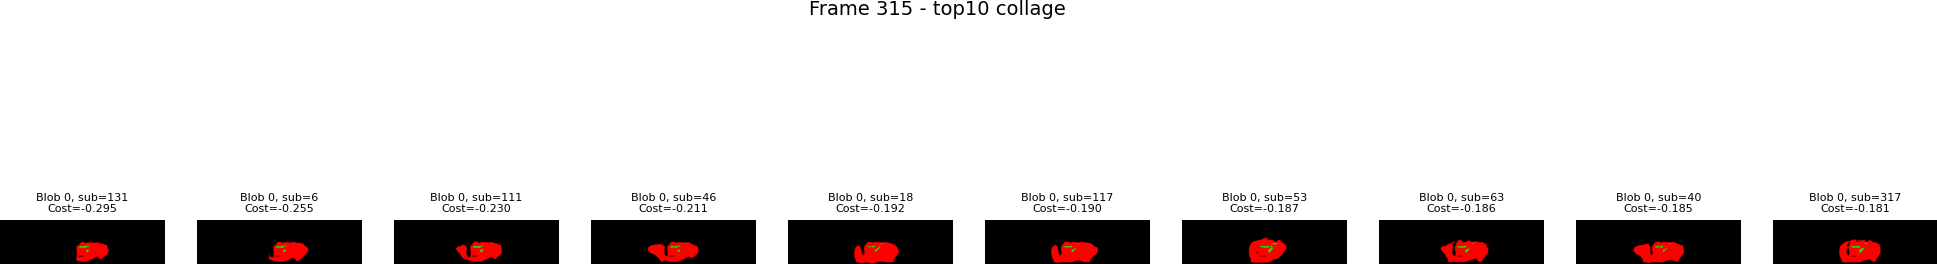 Frame 315 - top10 collage
Blob 0, sub=131
Cost=-0.295
Blob 0, sub=6
Cost=-0.255
Blob 0, sub=111
Cost=-0.230
Blob 0, sub=46
Cost=-0.211
Blob 0, sub=18
Cost=-0.192
Blob 0, sub=117
Cost=-0.190
Blob 0, sub=53
Cost=-0.187
Blob 0, sub=63
Cost=-0.186
Blob 0, sub=40
Cost=-0.185
Blob 0, sub=317
Cost=-0.181